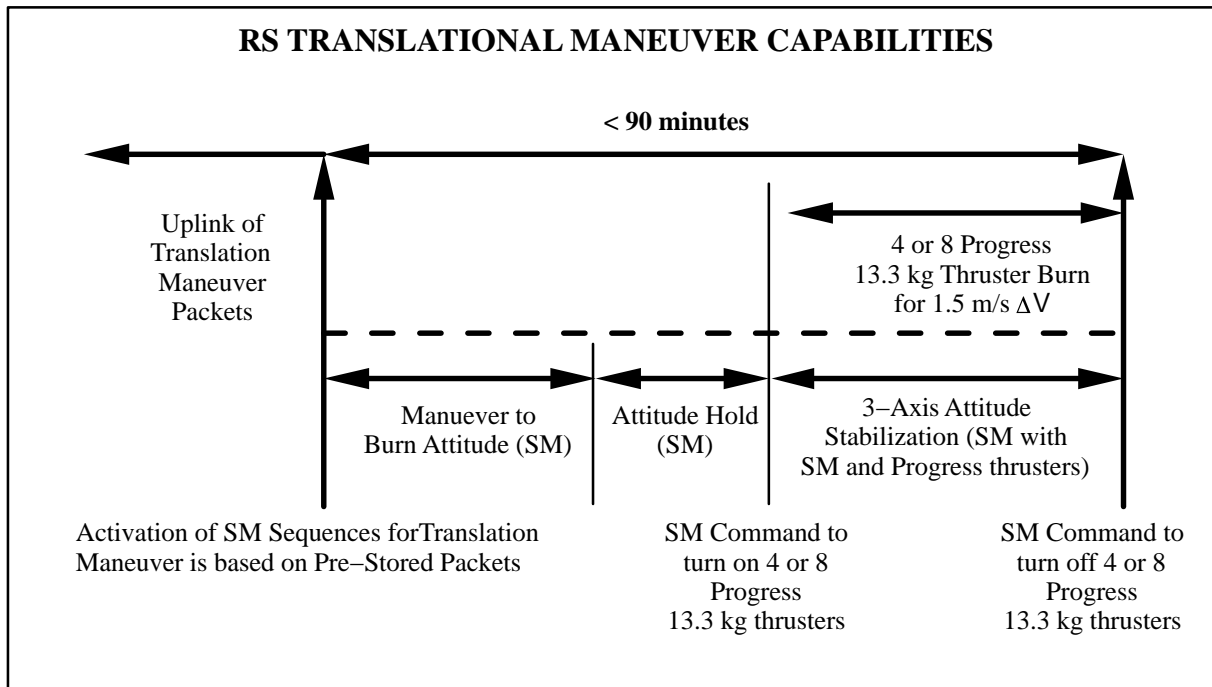 RS TRANSLATIONAL MANEUVER CAPABILITIES
< 90 minutes
Uplink of
Translation
Maneuver
Packets
4 or 8 Progress
13.3 kg Thruster Burn
for 1.5 m/s ΔV
Manuever to
Burn Attitude (SM)
Attitude Hold
(SM)
3–Axis Attitude
Stabilization (SM with
SM and Progress thrusters)
Activation of SM Sequences forTranslation
Maneuver is based on Pre–Stored Packets
SM Command to
turn on 4 or 8
Progress
13.3 kg thrusters
SM Command to
turn off 4 or 8
Progress
13.3 kg thrusters